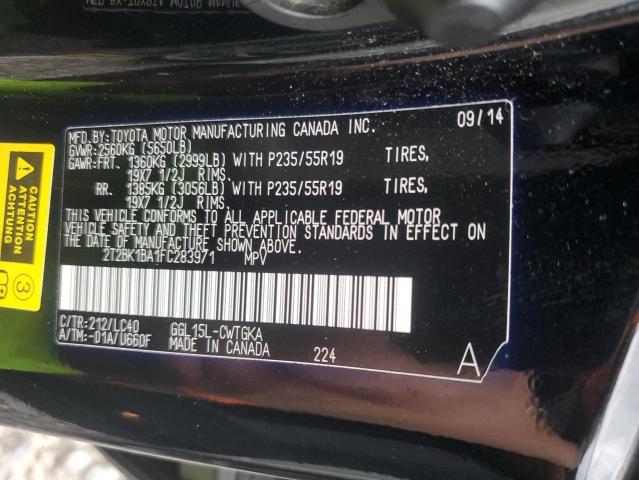 MFD.BY:TOYOTA MOTOR MANUFACTURING CANADA INC. 09/14
GVWR:2560KG (5650LB)
GAWR:FRT. 1360KG (2999LB) WITH P235/55R19 TIRES,
19X7 1/2J RIMS.
RR. 1385KG (3056LB) WITH P235/55R19 TIRES,
19X7 1/2J RIMS.
THIS VEHICLE CONFORMS TO ALL APPLICABLE FEDERAL MOTOR
VEHICLE SAFETY AND THEFT PREVENTION STANDARDS IN EFFECT ON
THE DATE OF MANUFACTURE SHOWN ABOVE.
2T2BK1BA1FC283971 MPV
C/TR:212/LC40 GGL15L-CWTGKA
A/TM:-01A/U660F MADE IN CANADA 224 A
CAUTION
ACHTUNG
ATTENTION
3